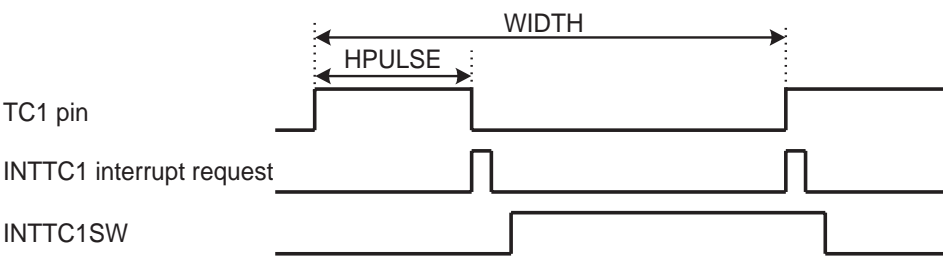 WIDTH
HPULSE
TC1 pin
INTTC1 interrupt request
INTTC1SW